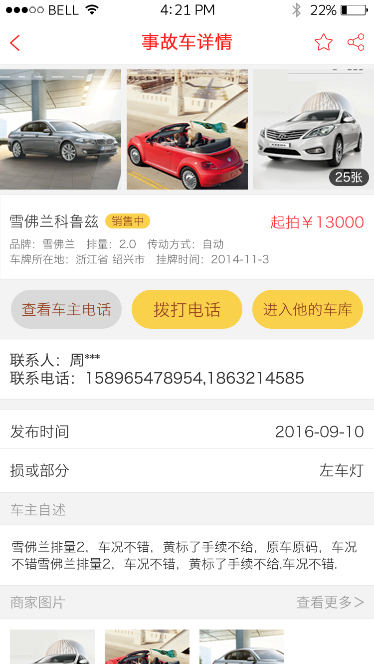 BELL 4:21 PM 22%
事故车详情
25张
雪佛兰科鲁兹 销售中 起拍￥13000
品牌：雪佛兰 排量：2.0 传动方式：自动
车牌所在地：浙江省 绍兴市 挂牌时间：2014-11-3
查看车主电话 拨打电话 进入他的车库
联系人：周***
联系电话：158965478954,1863214585
发布时间 2016-09-10
损或部分 左车灯
车主自述
雪佛兰排量2，车况不错，黄标了手续不给，原车原码，车况
不错雪佛兰排量2，车况不错，黄标了手续不给.车况不错.
商家图片 查看更多>